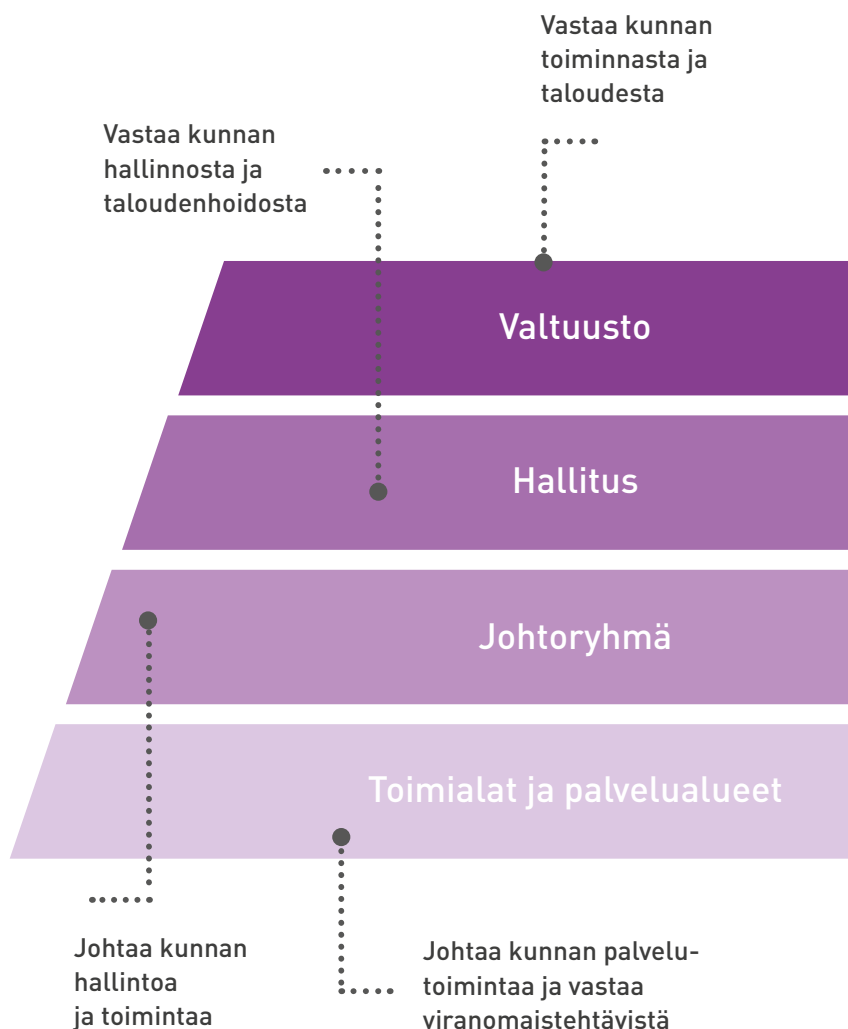 Vastaa kunnan
toiminnasta ja
taloudesta
Vastaa kunnan
hallinnosta ja
taloudenhoidosta
Valtuusto
Hallitus
Johtoryhmä
Toimialat ja palvelualueet
Johtaa kunnan
hallintoa
ja toimintaa
Johtaa kunnan palvelu-
toimintaa ja vastaa
viranomaistehtävistä